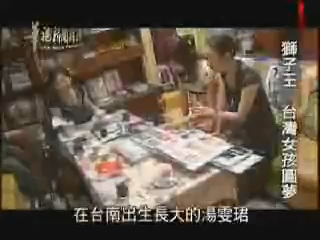 獅子王 台灣女孩圓夢
在台南出生長大的湯雯珺